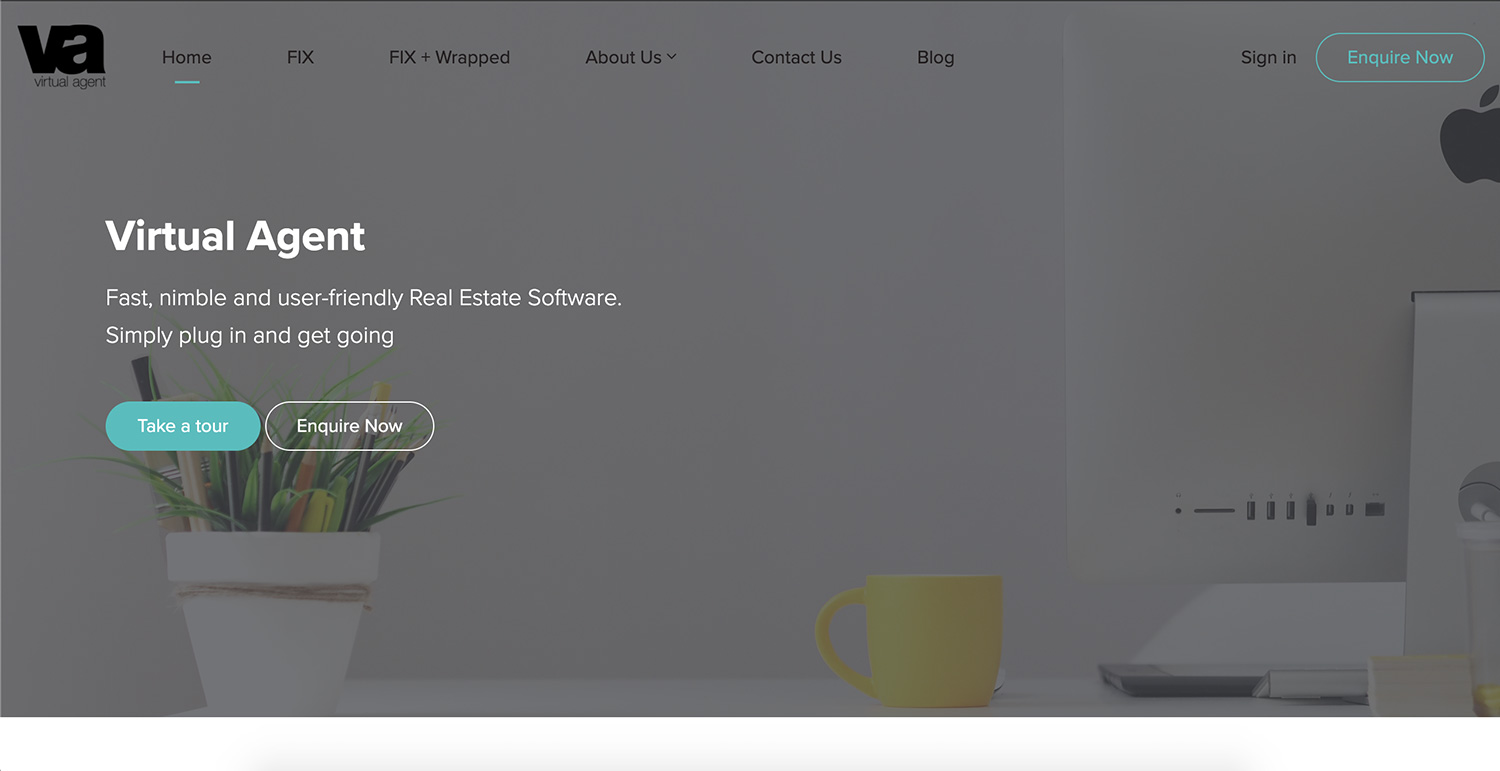 va
virtual agent
Home
FIX
FIX + Wrapped
About Us
Contact Us
Blog
Sign in
Enquire Now
Virtual Agent
Fast, nimble and user-friendly Real Estate Software.
Simply plug in and get going
Take a tour
Enquire Now